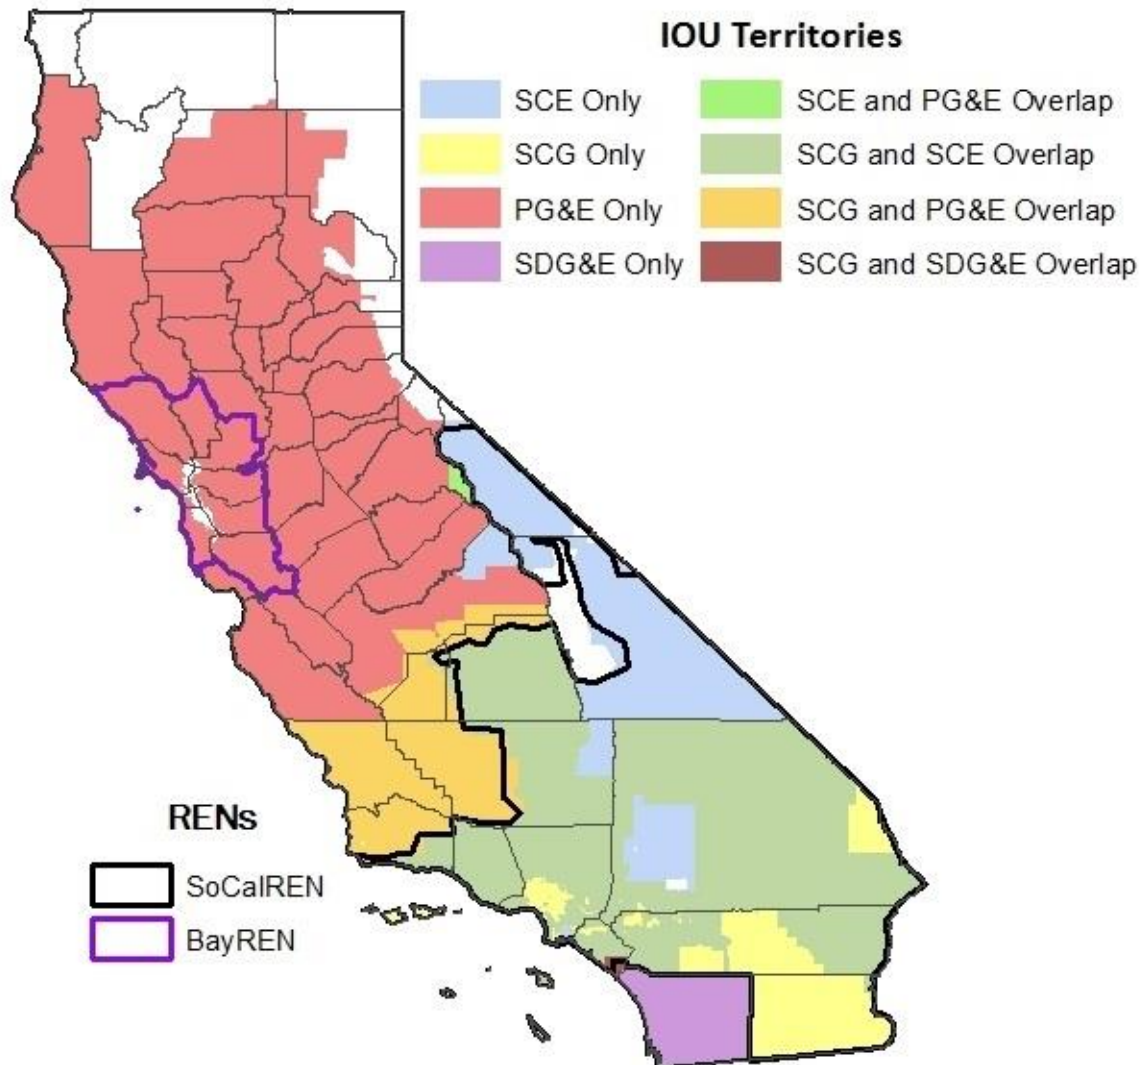 IOU Territories
SCE Only
SCE and PG&E Overlap
SCG Only
SCG and SCE Overlap
PG&E Only
SCG and PG&E Overlap
SDG&E Only
SCG and SDG&E Overlap
RENs
SoCalREN
BayREN